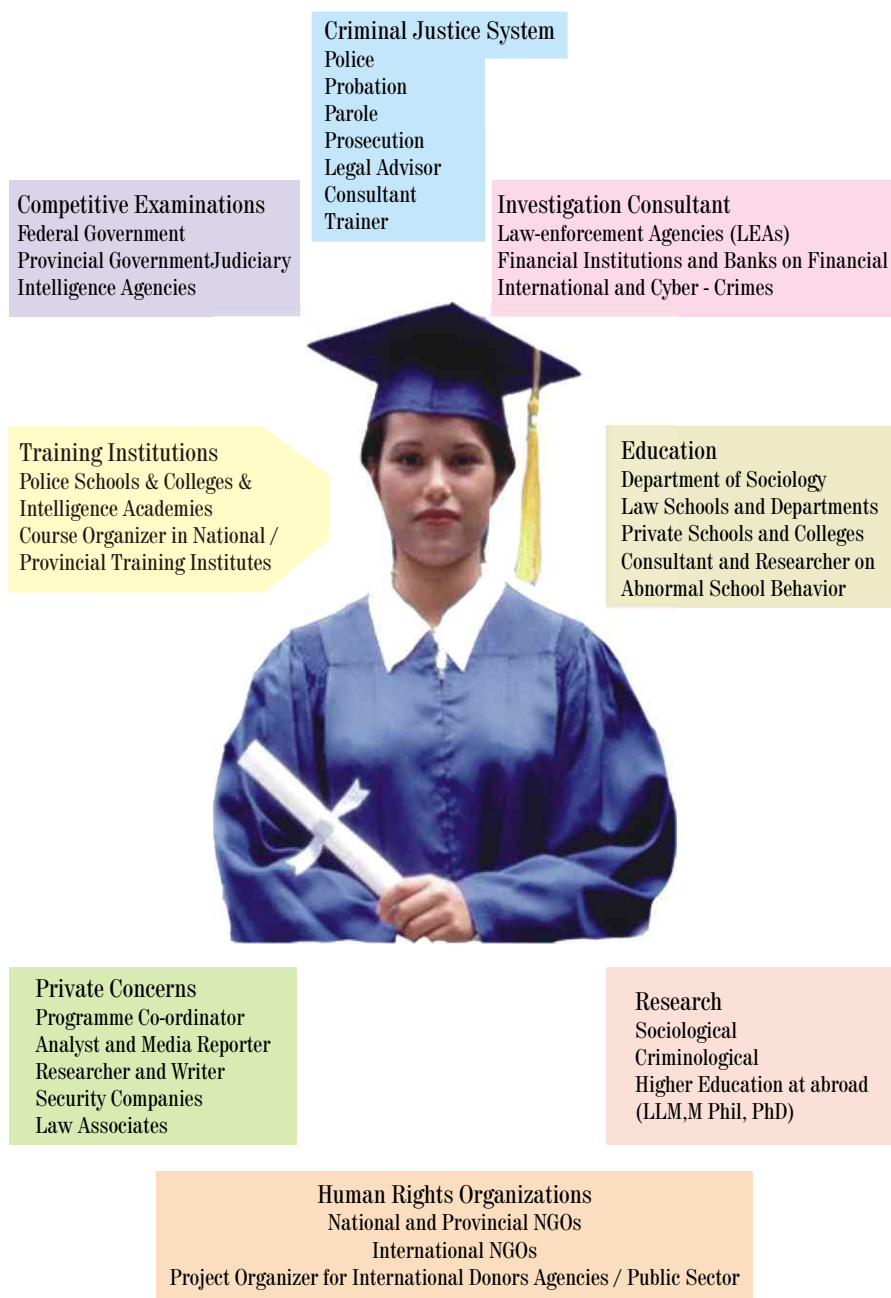 Criminal Justice System
Police
Probation
Parole
Prosecution
Legal Advisor
Consultant
Trainer
Competitive Examinations
Federal Government
Provincial GovernmentJudiciary
Intelligence Agencies
Investigation Consultant
Law-enforcement Agencies (LEAs)
Financial Institutions and Banks on Financial
International and Cyber - Crimes
Training Institutions
Police Schools & Colleges &
Intelligence Academies
Course Organizer in National /
Provincial Training Institutes
Education
Department of Sociology
Law Schools and Departments
Private Schools and Colleges
Consultant and Researcher on
Abnormal School Behavior
Private Concerns
Programme Co-ordinator
Analyst and Media Reporter
Researcher and Writer
Security Companies
Law Associates
Research
Sociological
Criminological
Higher Education at abroad
(LLM,M Phil, PhD)
Human Rights Organizations
National and Provincial NGOs
International NGOs
Project Organizer for International Donors Agencies / Public Sector